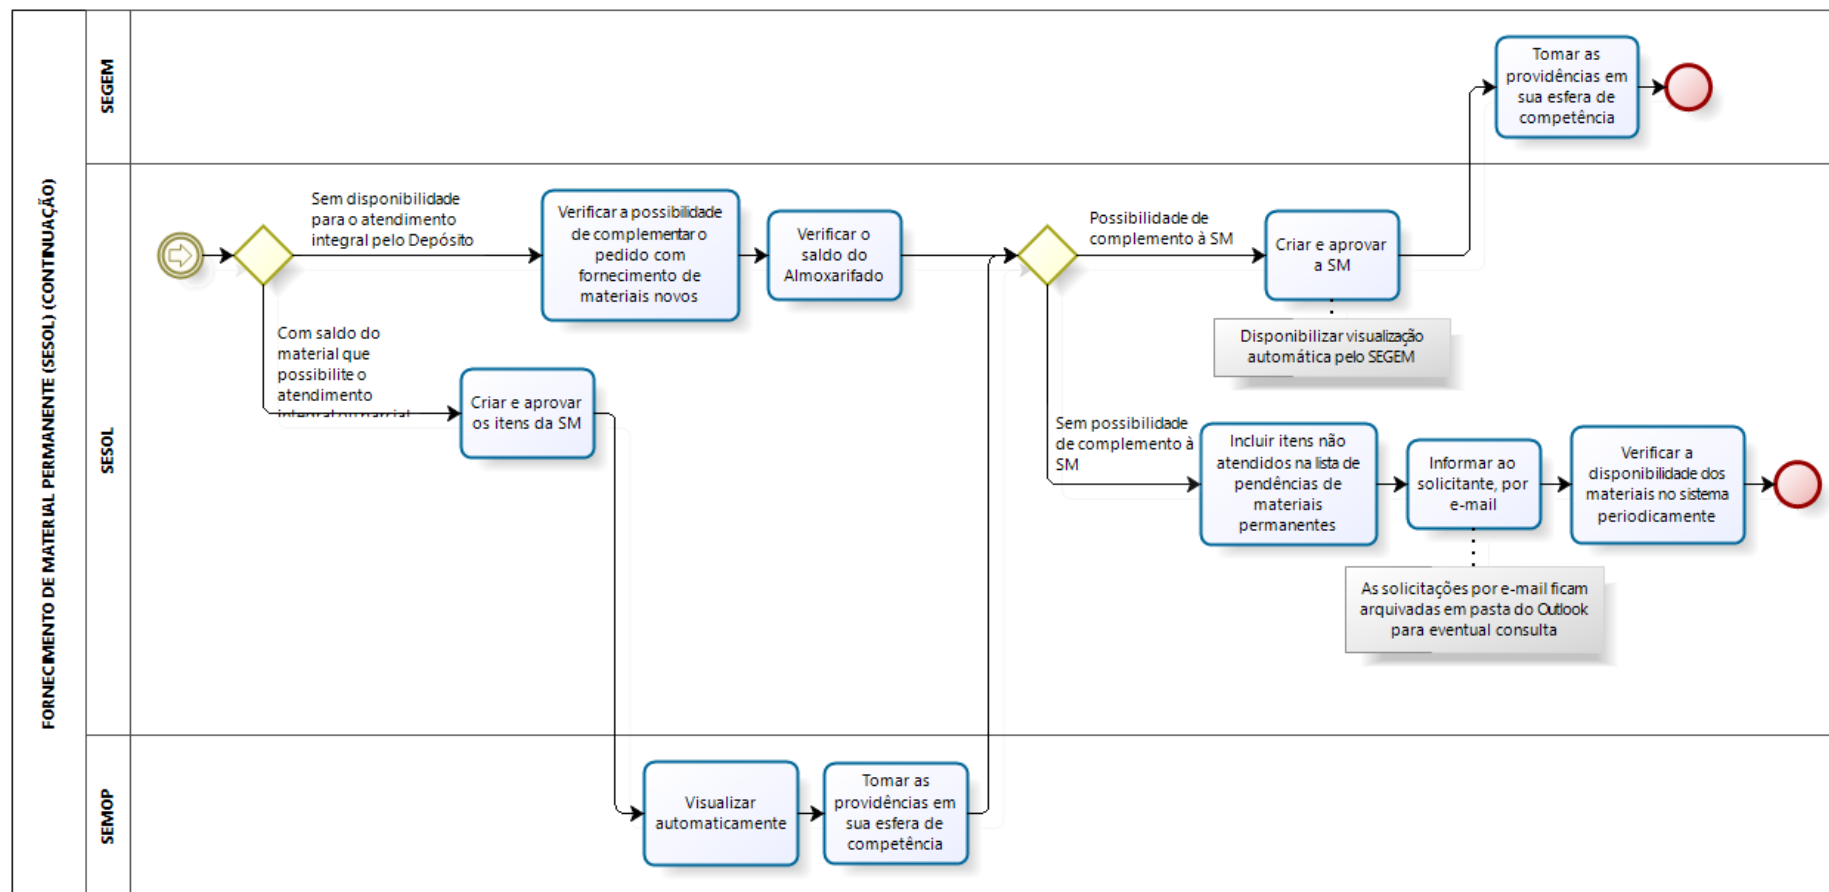 FORNECIMENTO DE MATERIAL PERMANENTE (SESOL) (CONTINUAÇÃO)
SEGEM
Tomar as
providências em
sua esfera de
competência
SESOL
Sem disponibilidade
para o atendimento
integral pelo Depósito
Verificar a possibilidade
de complementar o
pedido com
fornecimento de
materiais novos
Verificar o
saldo do
Almoxarifado
Possibilidade de
complemento à SM
Criar e aprovar
a SM
Disponibilizar visualização
automática pelo SEGEM
Com saldo do
material que
possibilite o
atendimento
integral ou parcial
Criar e aprovar
os itens da SM
Sem possibilidade
de complemento à
SM
Incluir itens não
atendidos na lista de
pendências de
materiais
permanentes
Informar ao
solicitante, por
e-mail
Verificar a
disponibilidade dos
materiais no sistema
periodicamente
As solicitações por e-mail ficam
arquivadas em pasta do Outlook
para eventual consulta
SEMOP
Visualizar
automaticamente
Tomar as
providências em
sua esfera de
competência